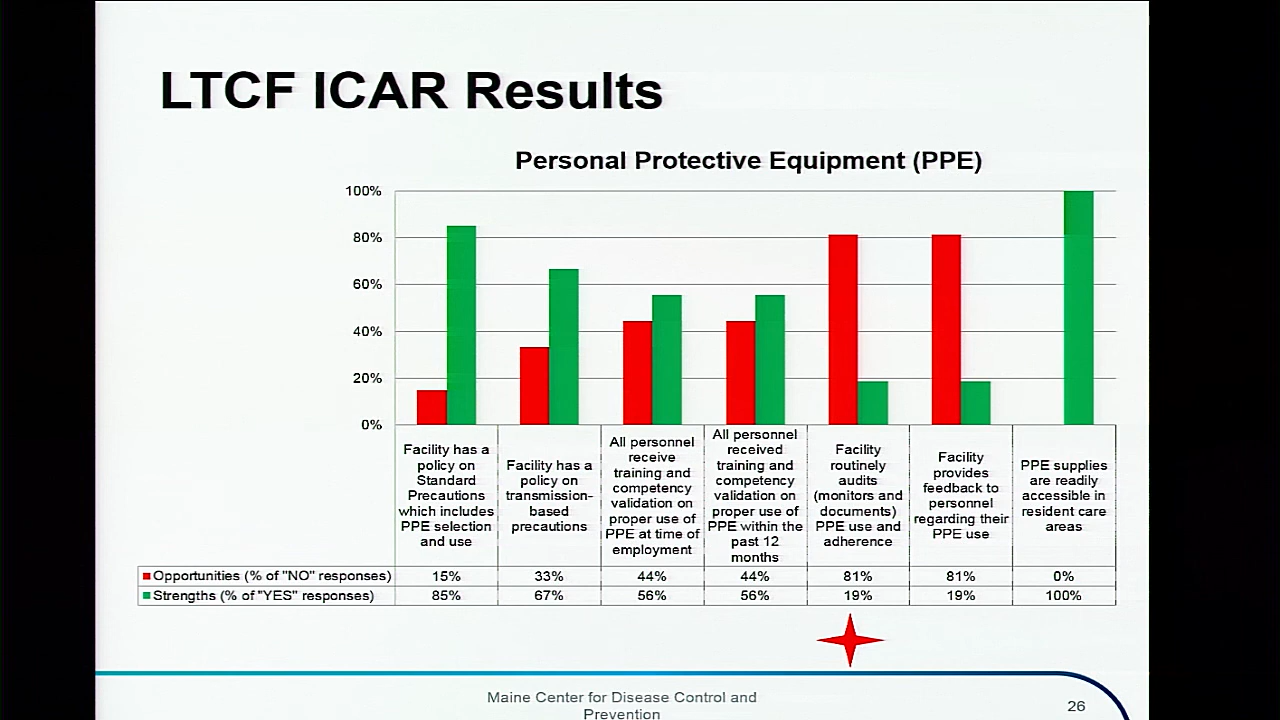 LTCF ICAR Results
Personal Protective Equipment (PPE)
100%
80%
60%
40%
20%
0%
Facility has a
policy on
Standard
Precautions
which includes
PPE selection
and use
Facility has a
policy on
transmission-
based
precautions
All personnel
receive
training and
competency
validation on
proper use of
PPE at time of
employment
All personnel
received
training and
competency
validation on
proper use of
PPE within the
past 12
months
Facility
routinely
audits
(monitors and
documents)
PPE use and
adherence
Facility
provides
feedback to
personnel
regarding their
PPE use
PPE supplies
are readily
accessible in
resident care
areas
Opportunities (% of "NO" responses) 15% 33% 44% 44% 81% 81% 0%
Strengths (% of "YES" responses) 85% 67% 56% 56% 19% 19% 100%
Maine Center for Disease Control and
Prevention
26